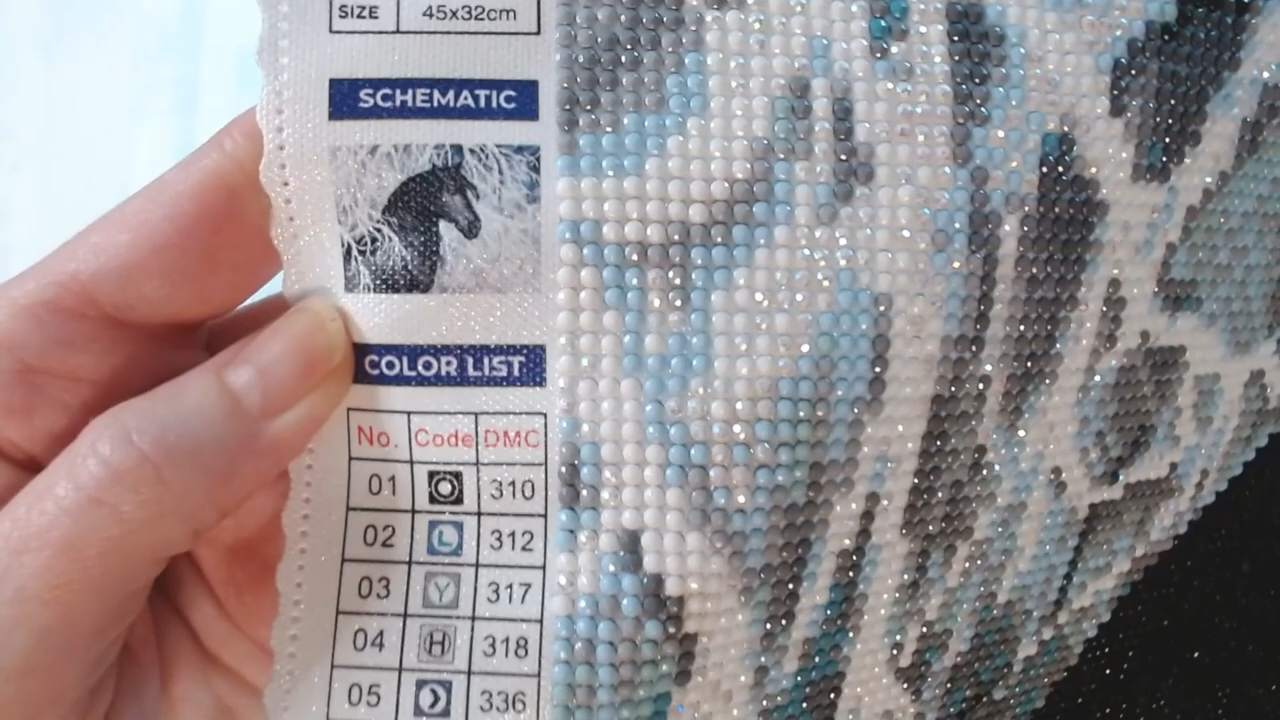 SIZE 45x32cm
SCHEMATIC
COLOR LIST
No. Code DMC
01 310
02 L 312
03 Y 317
04 H 318
05 336